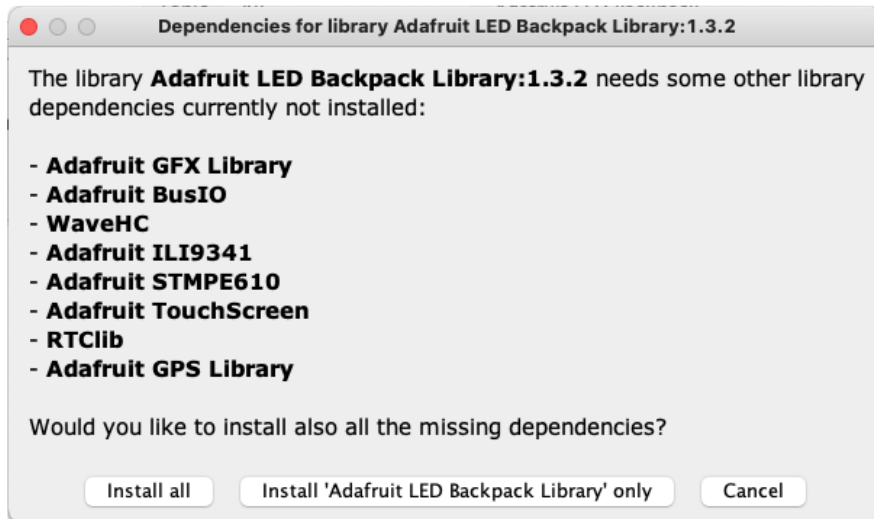 Dependencies for library Adafruit LED Backpack Library:1.3.2
The library Adafruit LED Backpack Library:1.3.2 needs some other library
dependencies currently not installed:
- Adafruit GFX Library
- Adafruit BusIO
- WaveHC
- Adafruit ILI9341
- Adafruit STMPE610
- Adafruit TouchScreen
- RTClib
- Adafruit GPS Library
Would you like to install also all the missing dependencies?
Install all Install 'Adafruit LED Backpack Library' only Cancel